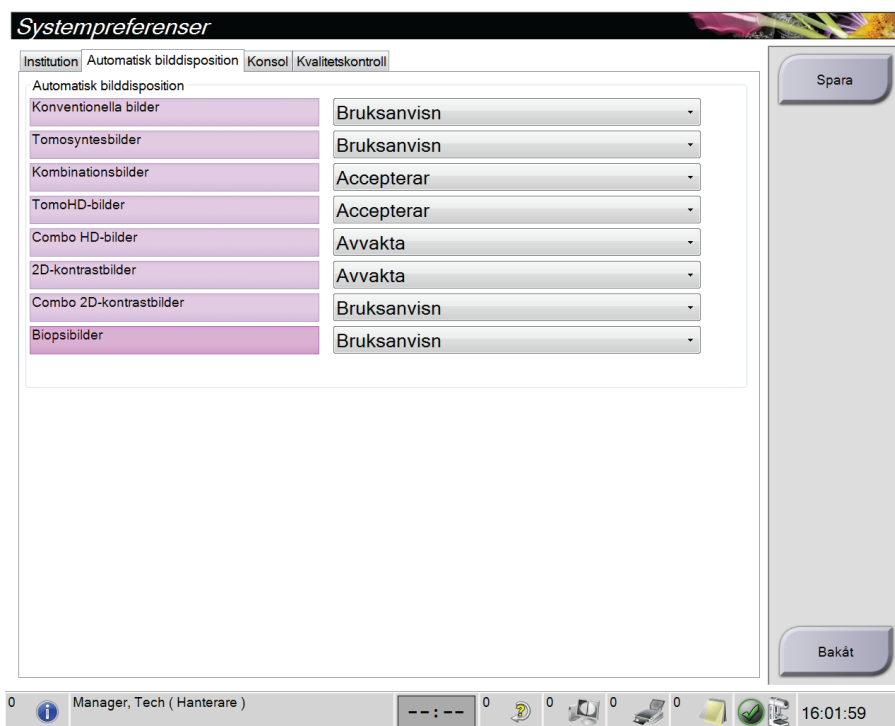 Systempreferenser
Institution Automatisk bilddisposition Konsol Kvalitetskontroll
Spara
Automatisk bilddisposition
Konventionella bilder Bruksanvisn
Tomosyntesbilder Bruksanvisn
Kombinationsbilder Accepterar
TomoHD-bilder Accepterar
Combo HD-bilder Avvakta
2D-kontrastbilder Avvakta
Combo 2D-kontrastbilder Bruksanvisn
Biopsibilder Bruksanvisn
Bakåt
0 Manager, Tech ( Hanterare ) --:-- 0 0 0 0 16:01:59